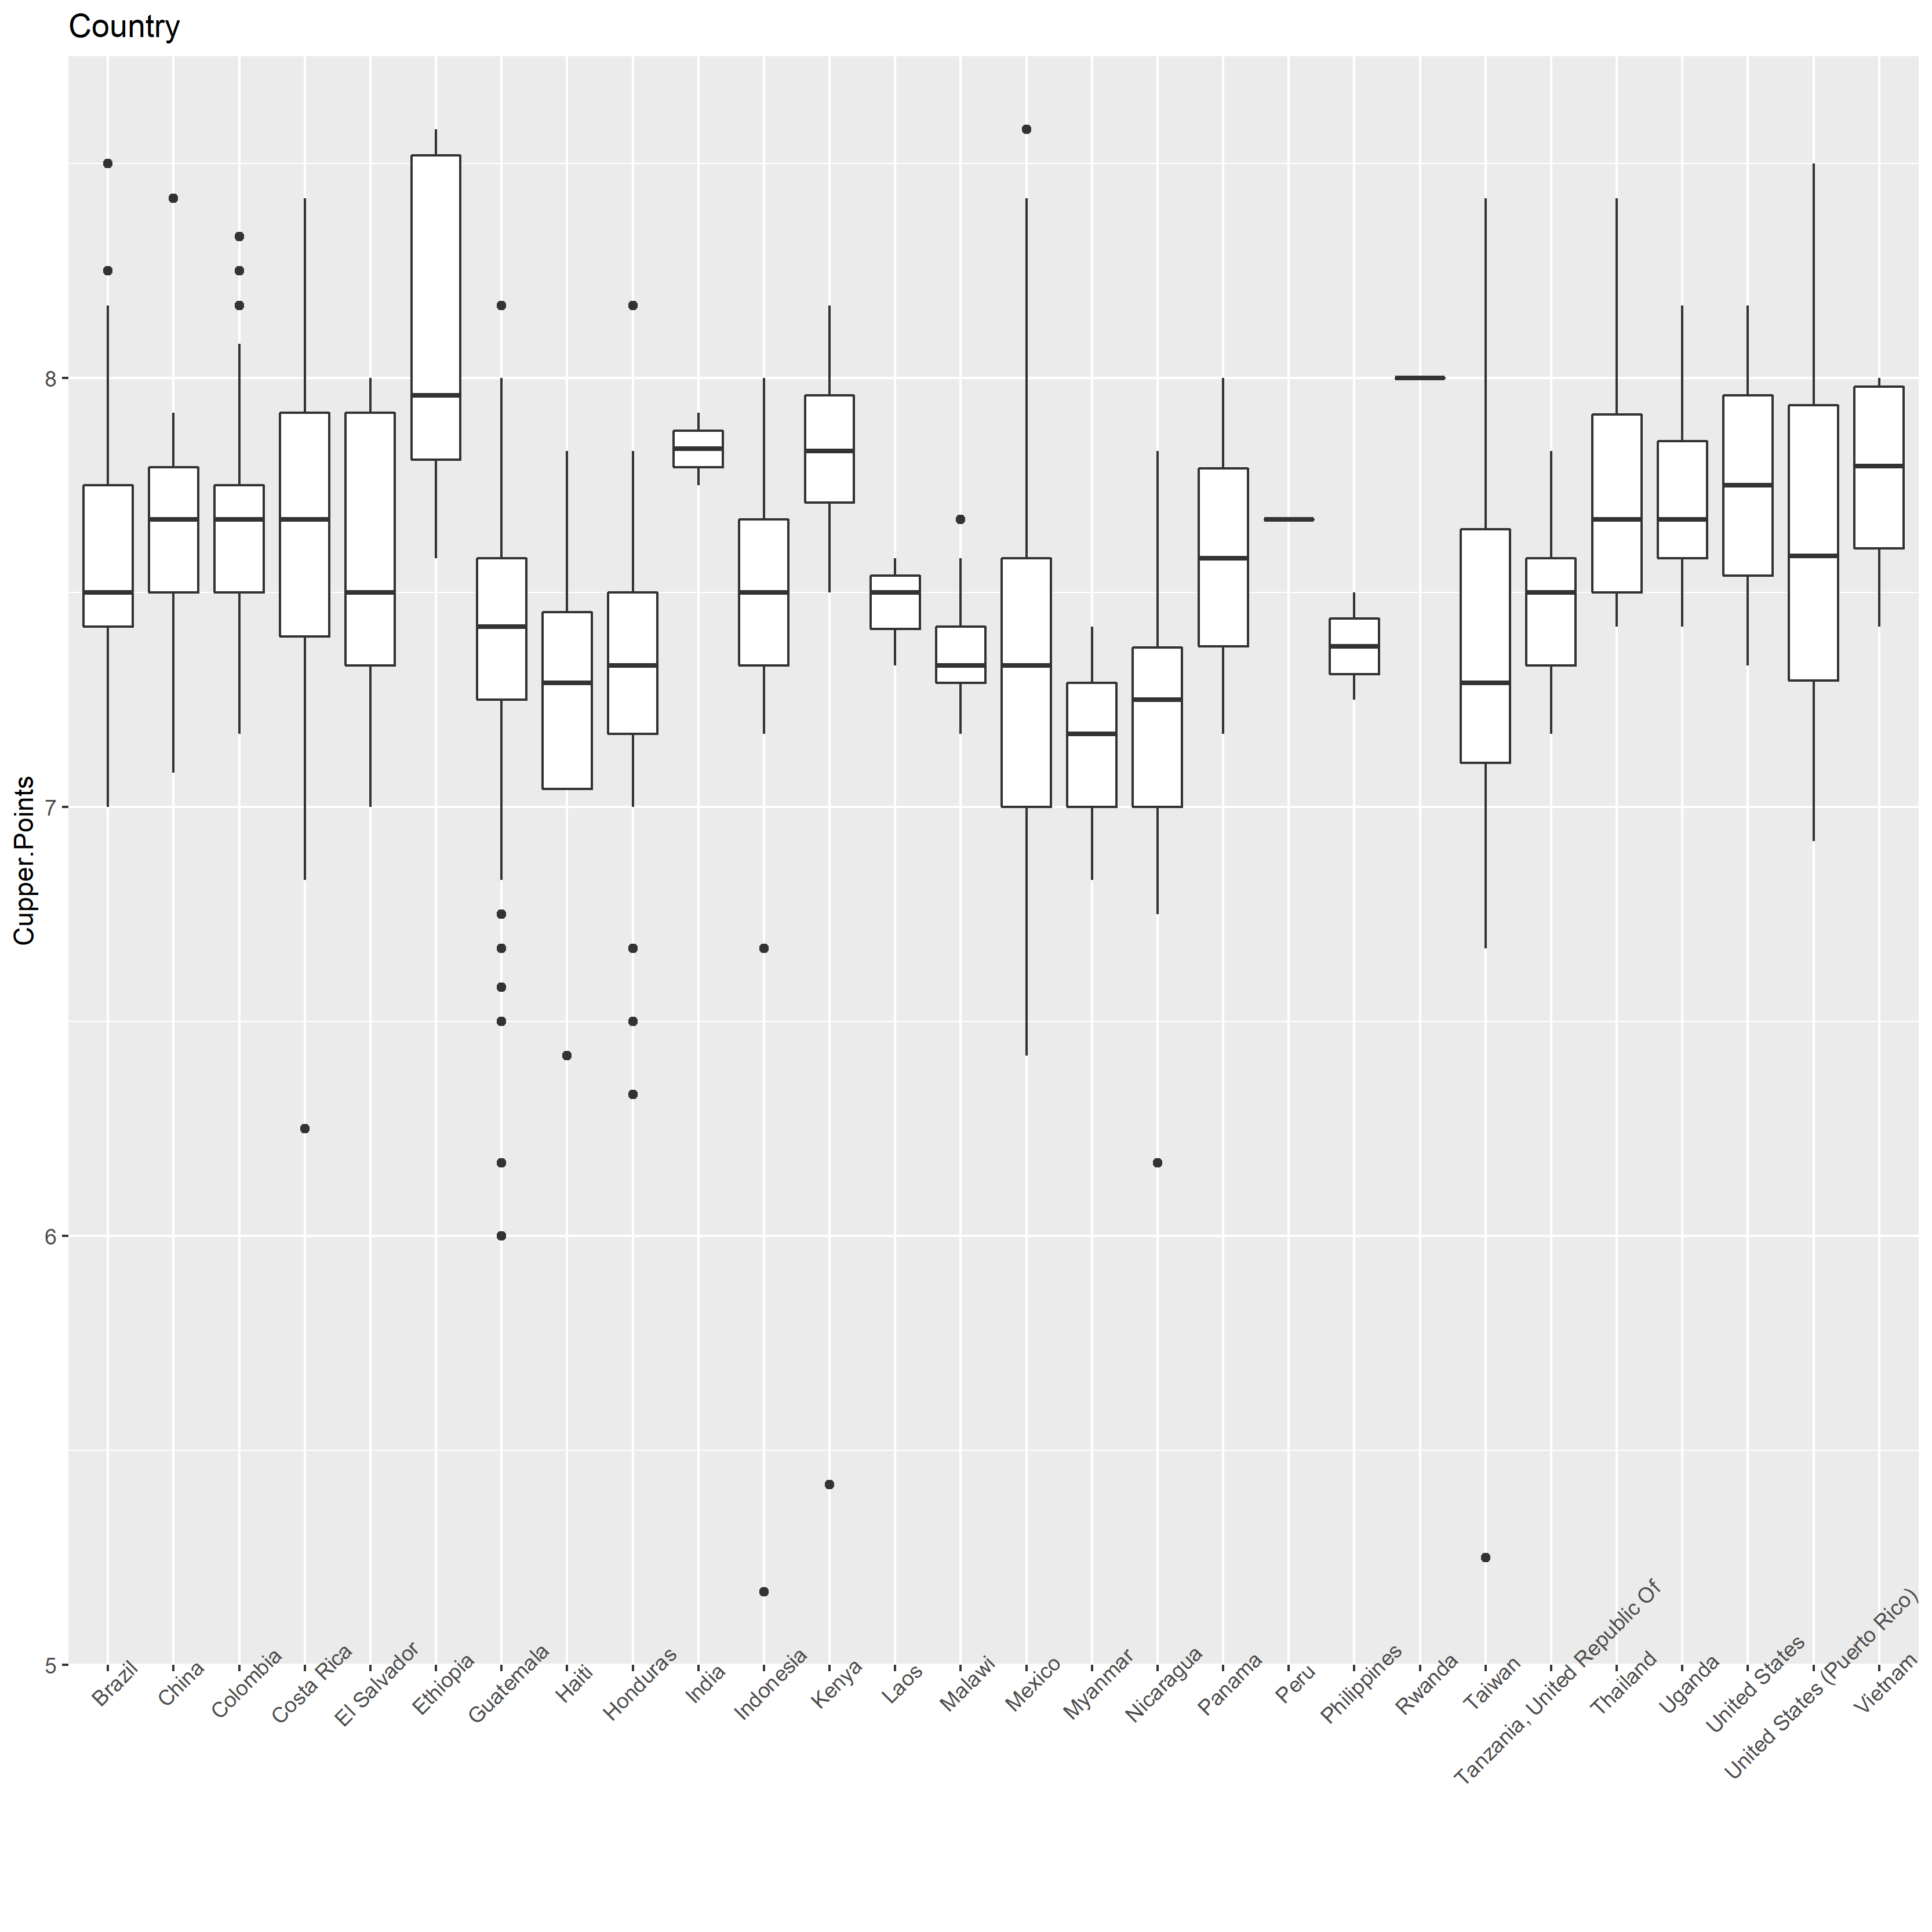 Country
Cupper.Points
8
7
6
5
Brazil
China
Colombia
Costa Rica
El Salvador
Ethiopia
Guatemala
Haiti
Honduras
India
Indonesia
Kenya
Laos
Malawi
Mexico
Myanmar
Nicaragua
Panama
Peru
Philippines
Rwanda
Taiwan
Tanzania, United Republic Of
Thailand
Uganda
United States
United States (Puerto Rico)
Vietnam